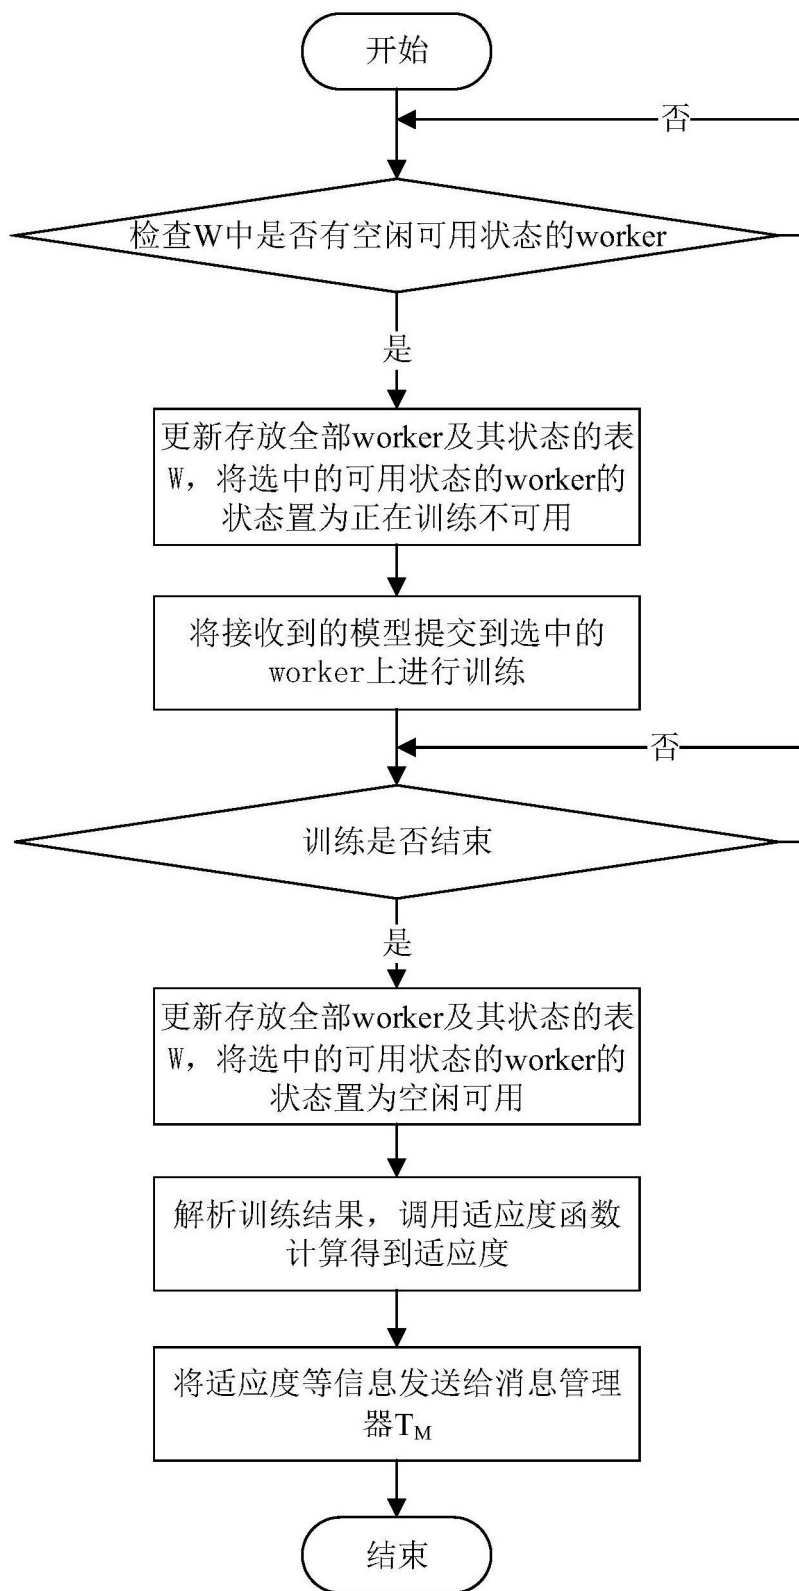 开始
否
检查W中是否有空闲可用状态的worker
是
更新存放全部worker及其状态的表
W，将选中的可用状态的worker的
状态置为正在训练不可用
将接收到的模型提交到选中的
worker上进行训练
否
训练是否结束
是
更新存放全部worker及其状态的表
W，将选中的可用状态的worker的
状态置为空闲可用
解析训练结果，调用适应度函数
计算得到适应度
将适应度等信息发送给消息管理
器T_M
结束